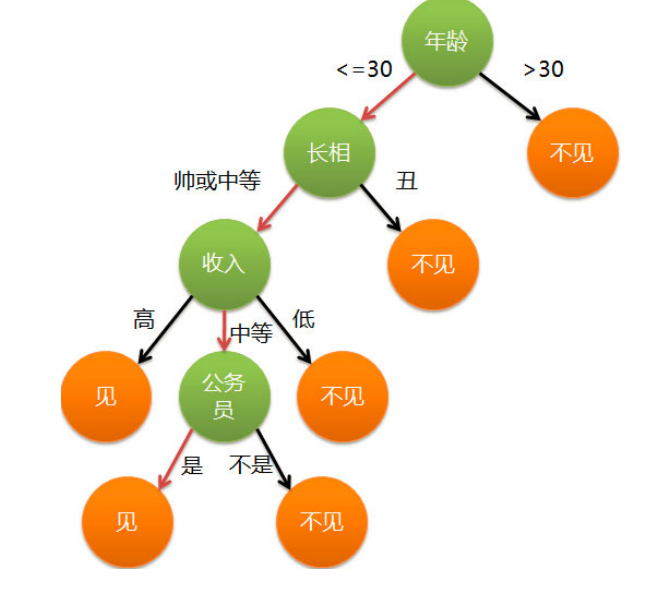 年龄
<=30
>30
长相
不见
帅或中等
丑
收入
不见
高
中等
低
见
公务
员
不见
是
不是
见
不见